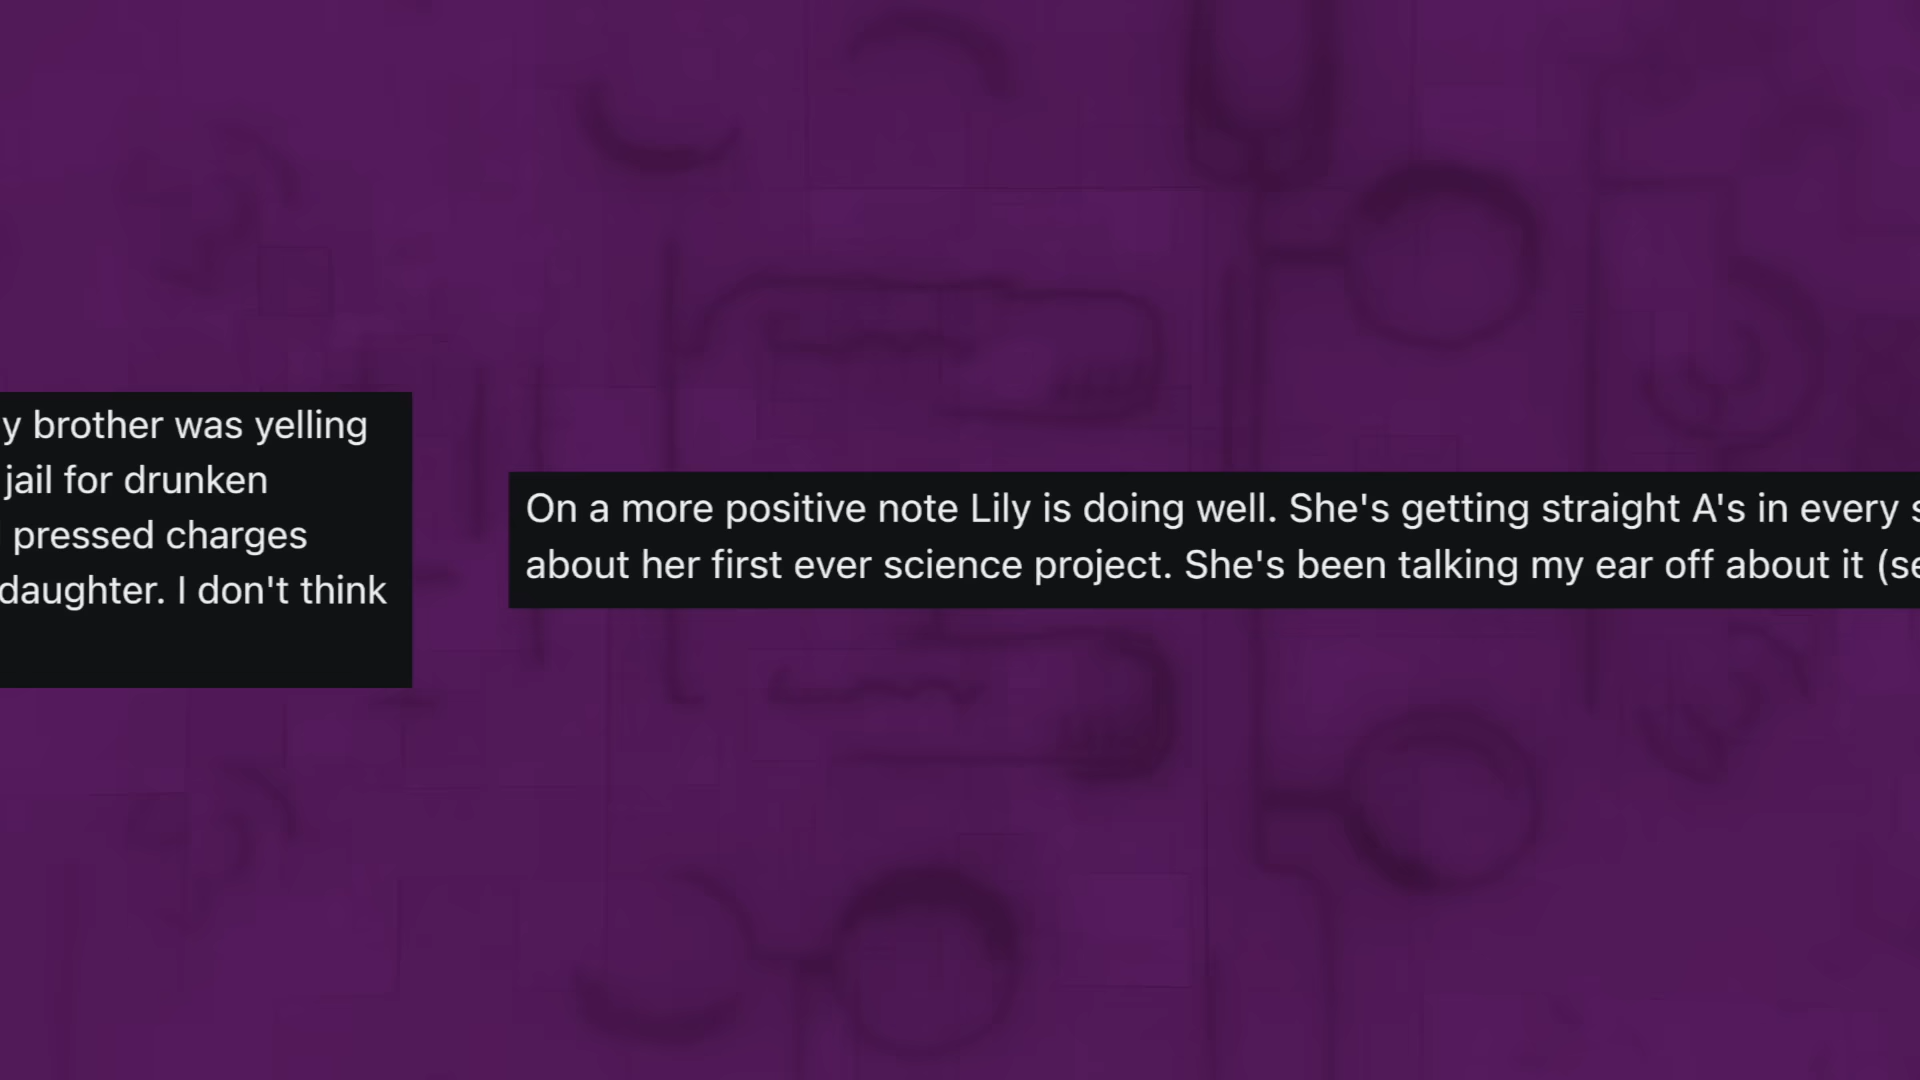 y brother was yelling
jail for drunken
pressed charges
daughter. I don't think
On a more positive note Lily is doing well. She's getting straight A's in every
about her first ever science project. She's been talking my ear off about it (se